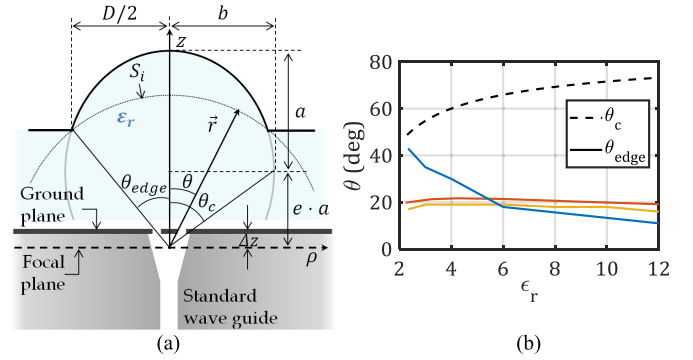 D/2
b
z
S_i
ε_r
r⃗
a
θ_edge
θ
θ_c
e · a
Ground
plane
Δz
Focal
plane
ρ
Standard
wave guide
(a)
80
60
40
20
0
θ (deg)
θ_c
θ_edge
2
4
6
8
10
12
ϵ_r
(b)